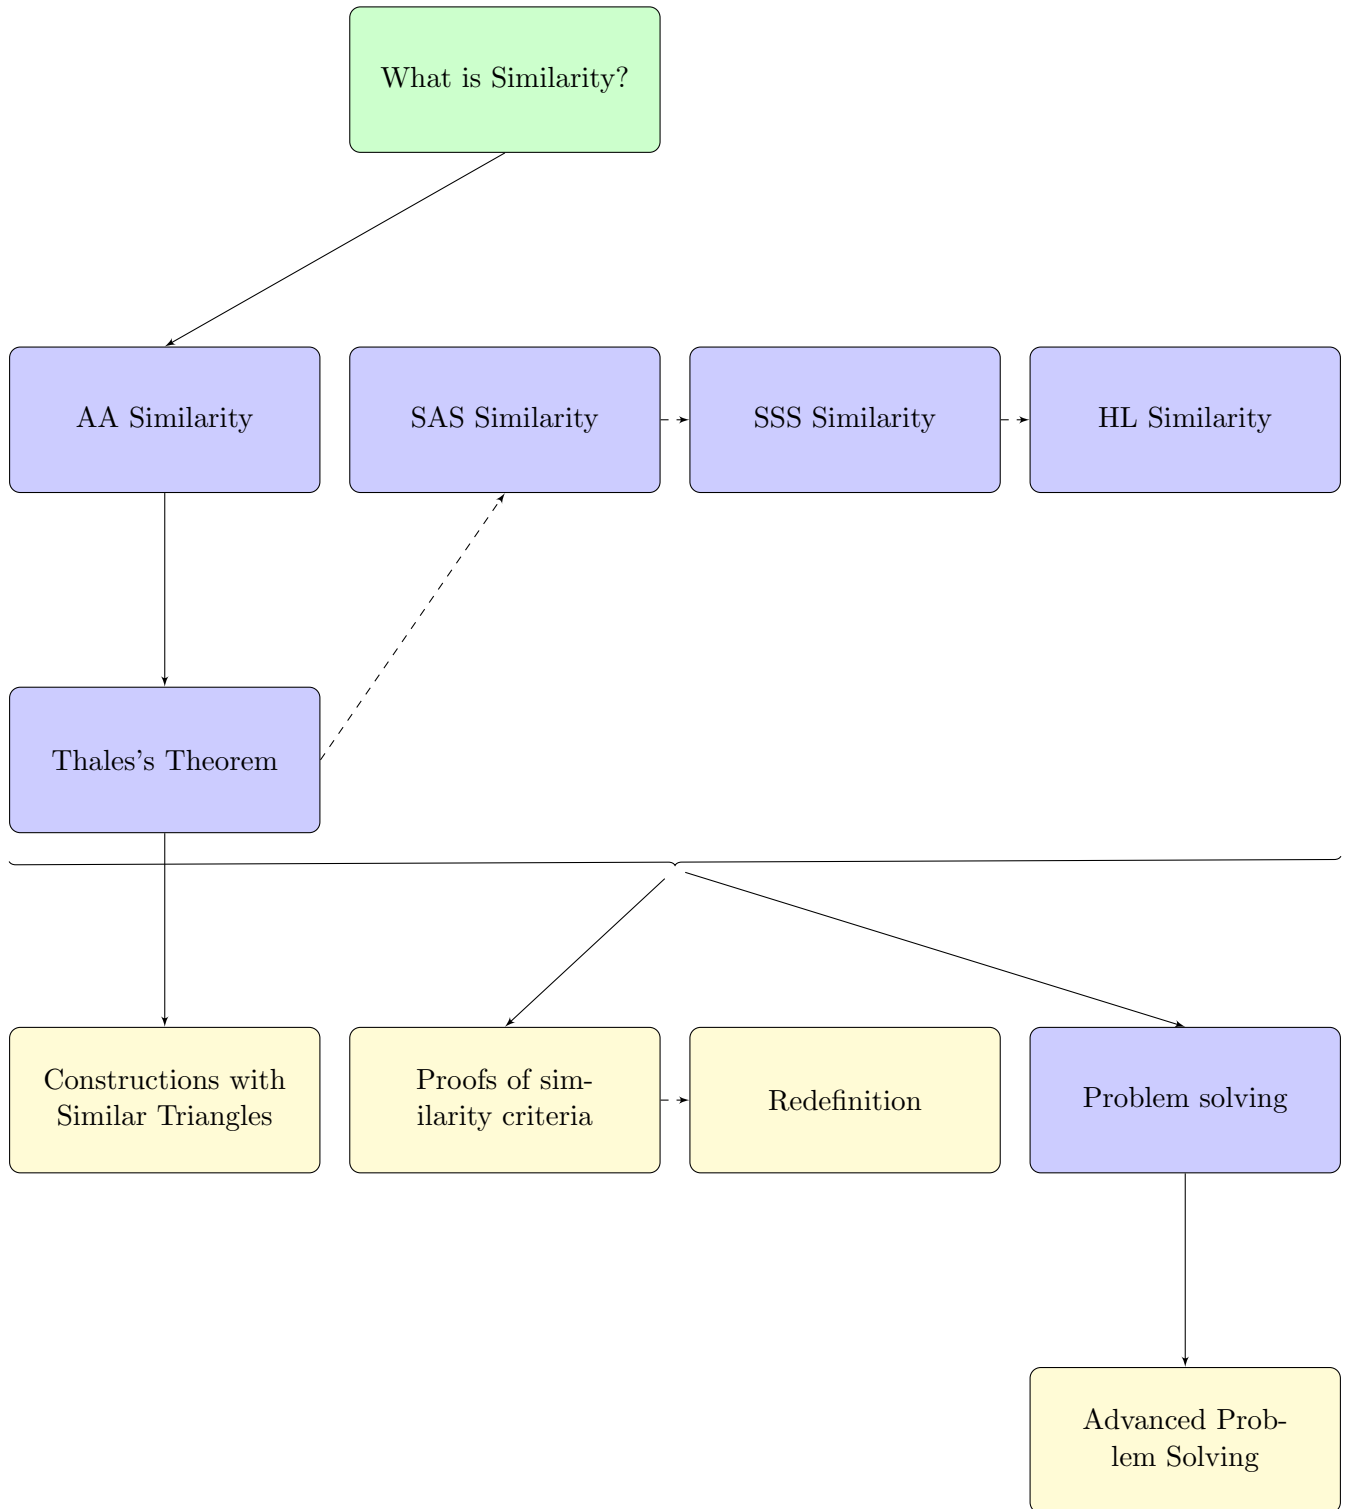 What is Similarity?
AA Similarity
SAS Similarity
SSS Similarity
HL Similarity
Thales's Theorem
Constructions with
Similar Triangles
Proofs of sim-
ilarity criteria
Redefinition
Problem solving
Advanced Prob-
lem Solving